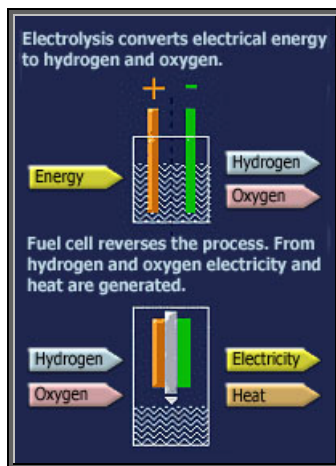 Electrolysis converts electrical energy
to hydrogen and oxygen.
+ -
Energy
Hydrogen
Oxygen
Fuel cell reverses the process. From
hydrogen and oxygen electricity and
heat are generated.
Hydrogen
Oxygen
Electricity
Heat